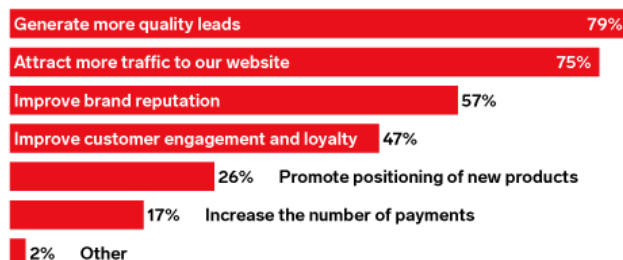 Generate more quality leads 79%
Attract more traffic to our website 75%
Improve brand reputation 57%
Improve customer engagement and loyalty 47%
26% Promote positioning of new products
17% Increase the number of payments
2% Other